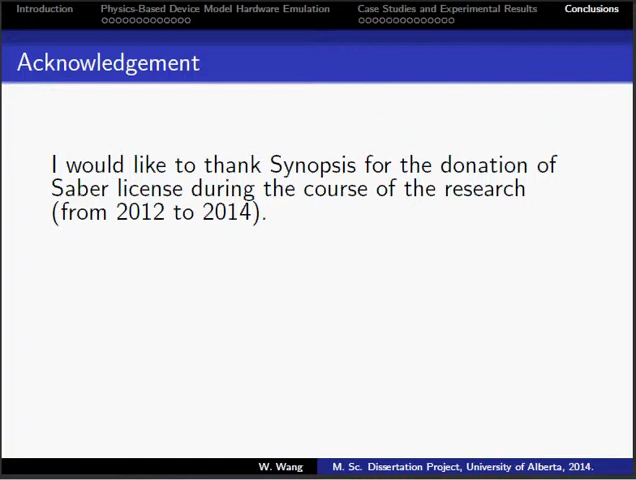 Introduction Physics-Based Device Model Hardware Emulation Case Studies and Experimental Results Conclusions
Acknowledgement
I would like to thank Synopsis for the donation of
Saber license during the course of the research
(from 2012 to 2014).
W. Wang M. Sc. Dissertation Project, University of Alberta, 2014.